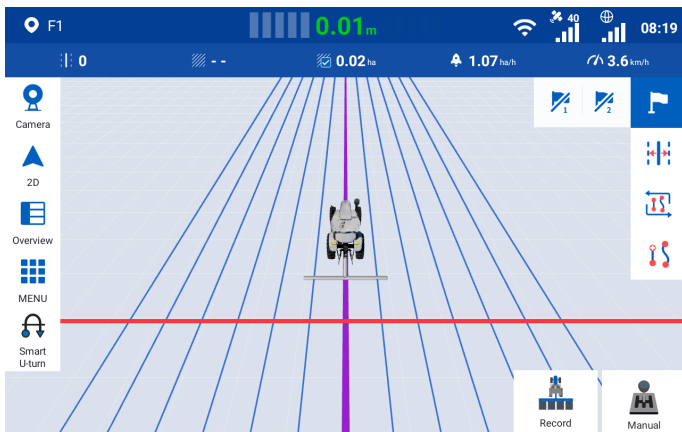 F1
0.01m
40
08:19
0
- -
0.02 ha
1.07 ha/h
3.6 km/h
Camera
2D
Overview
MENU
Smart
U-turn
1
2
Record
Manual